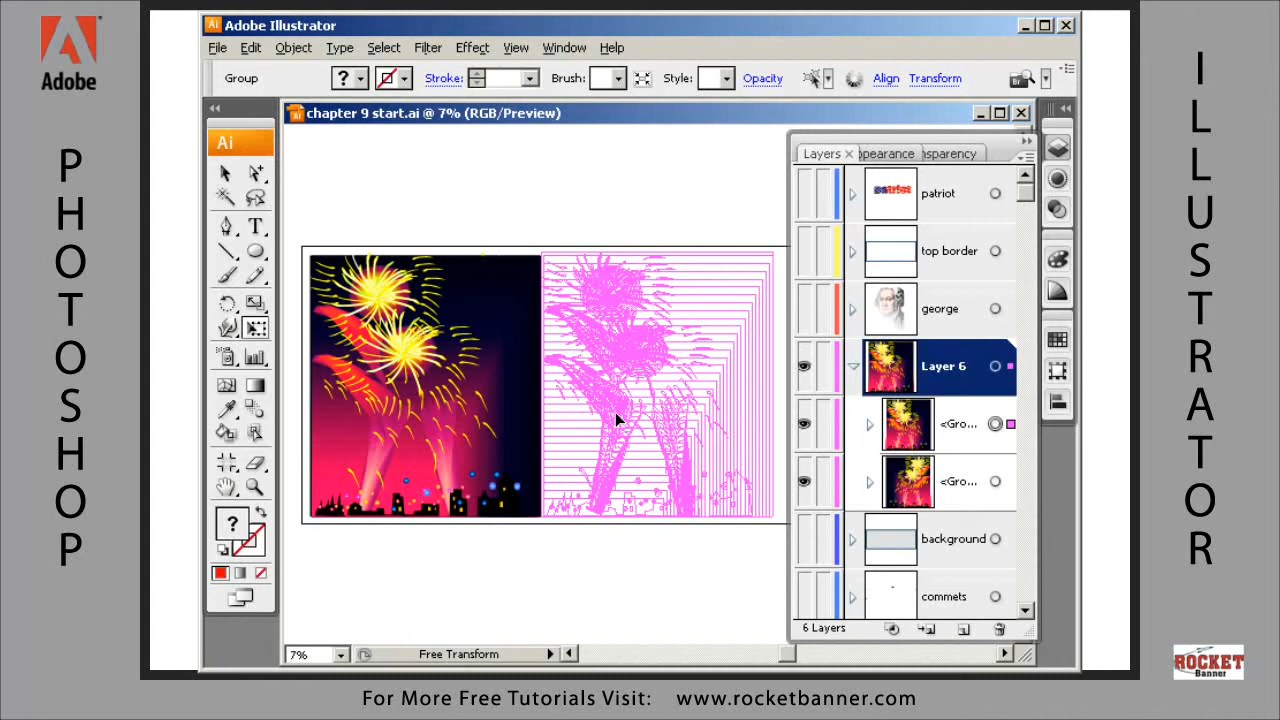 Adobe
PHOTOSHOP
Ai Adobe Illustrator
File Edit Object Type Select Filter Effect View Window Help
Group ? Stroke: Brush: Style: Opacity Align Transform
chapter 9 start.ai @ 7% (RGB/Preview)
Ai
T
Layers ppearance nsparency
patriot
top border
george
Layer 6
<Gro...
<Gro...
background
commets
6 Layers
?
7% Free Transform
ILLUSTRATOR
ROCKET
Banner
For More Free Tutorials Visit: www.rocketbanner.com